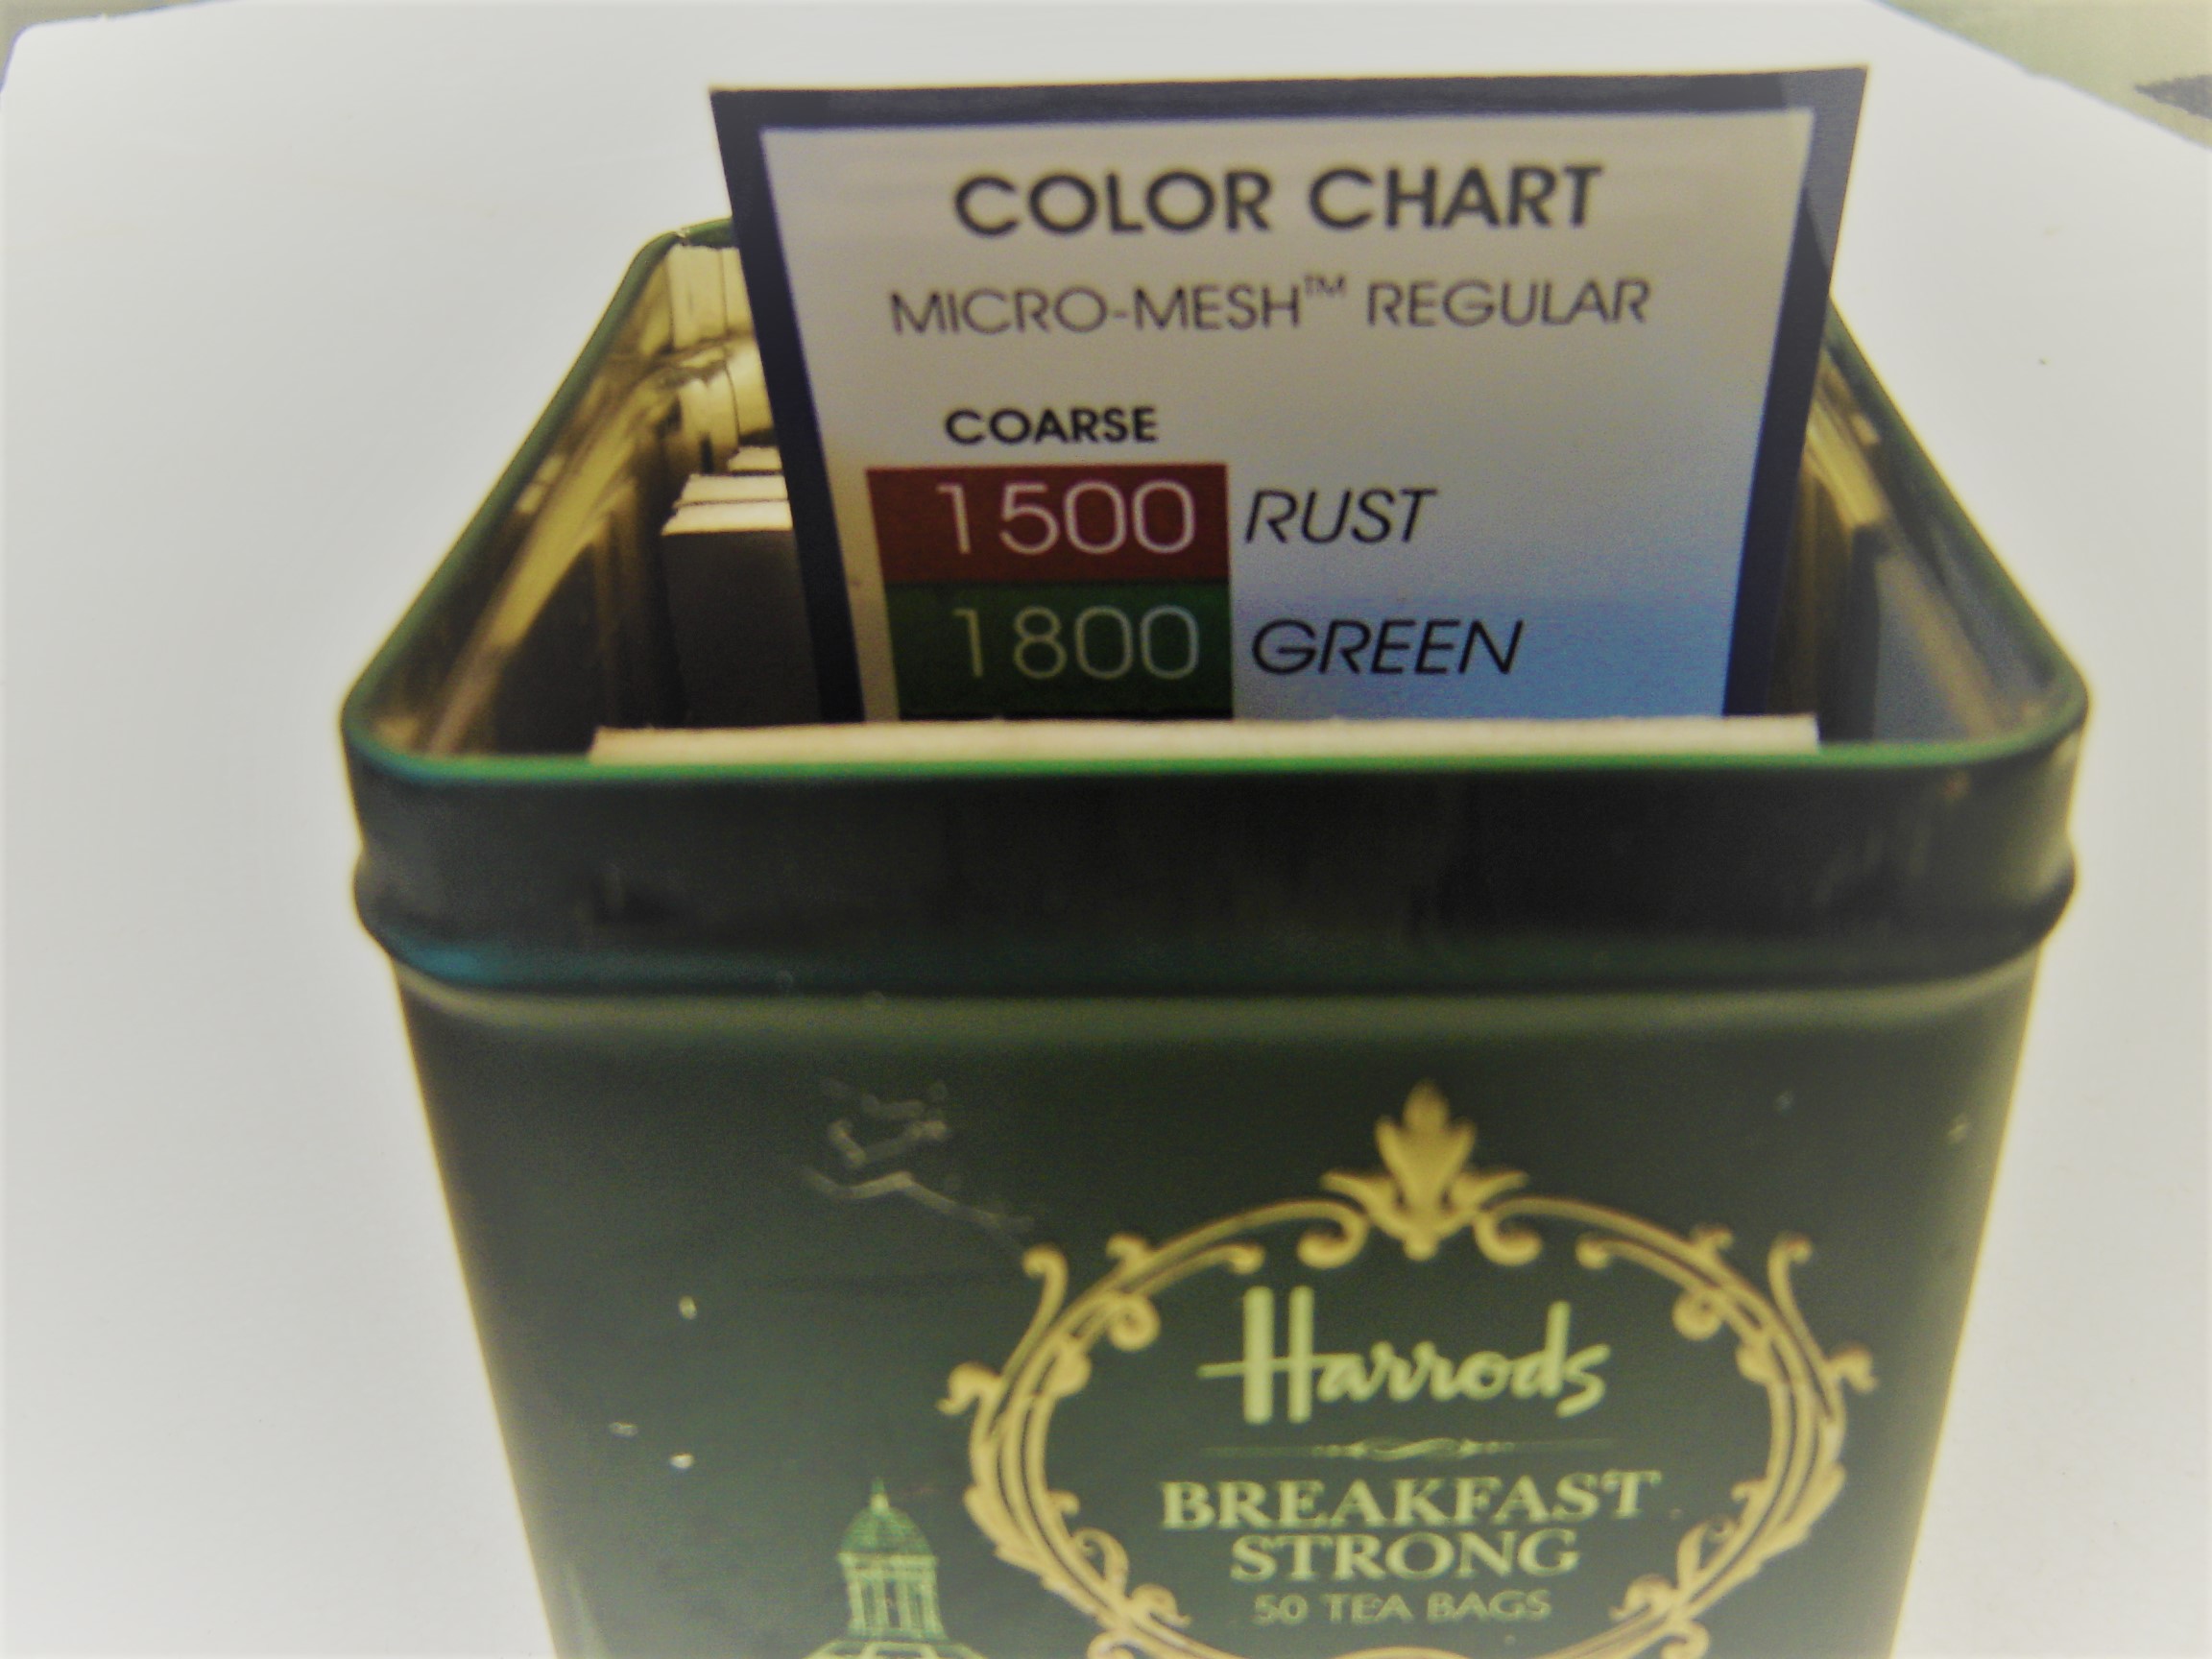 COLOR CHART
MICRO-MESH™ REGULAR
COARSE
1500 RUST
1800 GREEN
Harrods
BREAKFAST
STRONG
50 TEA BAGS